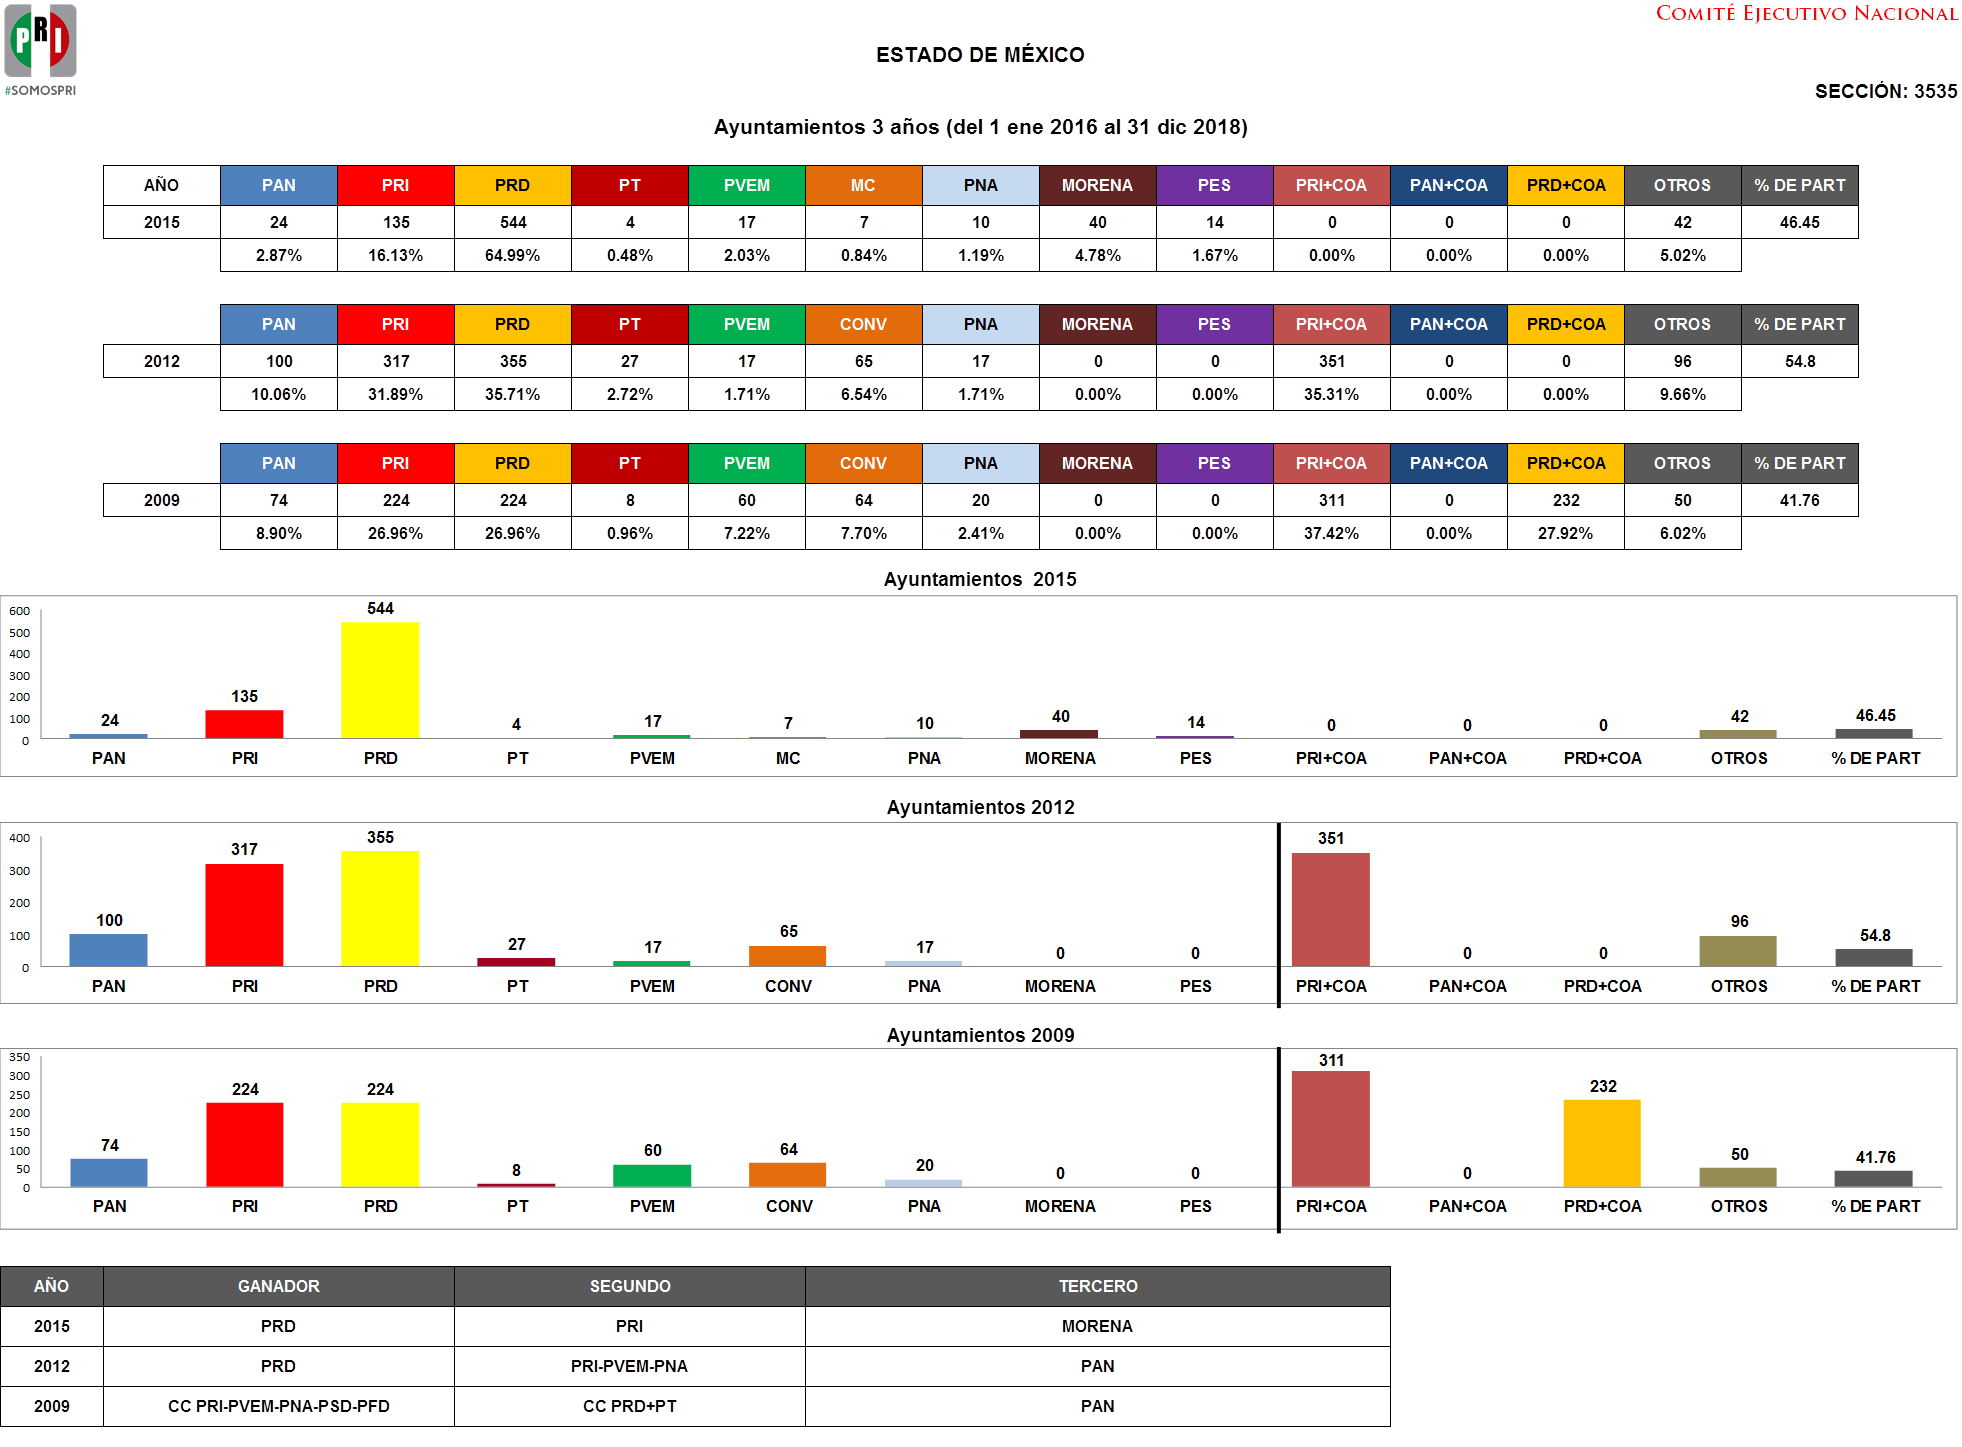 PRI
#SOMOSPRI
COMITÉ EJECUTIVO NACIONAL
ESTADO DE MÉXICO
SECCIÓN: 3535
Ayuntamientos 3 años (del 1 ene 2016 al 31 dic 2018)
AÑO PAN PRI PRD PT PVEM MC PNA MORENA PES PRI+COA PAN+COA PRD+COA OTROS % DE PART
2015 24 135 544 4 17 7 10 40 14 0 0 0 42 46.45
2.87% 16.13% 64.99% 0.48% 2.03% 0.84% 1.19% 4.78% 1.67% 0.00% 0.00% 0.00% 5.02%
PAN PRI PRD PT PVEM CONV PNA MORENA PES PRI+COA PAN+COA PRD+COA OTROS % DE PART
2012 100 317 355 27 17 65 17 0 0 351 0 0 96 54.8
10.06% 31.89% 35.71% 2.72% 1.71% 6.54% 1.71% 0.00% 0.00% 35.31% 0.00% 0.00% 9.66%
PAN PRI PRD PT PVEM CONV PNA MORENA PES PRI+COA PAN+COA PRD+COA OTROS % DE PART
2009 74 224 224 8 60 64 20 0 0 311 0 232 50 41.76
8.90% 26.96% 26.96% 0.96% 7.22% 7.70% 2.41% 0.00% 0.00% 37.42% 0.00% 27.92% 6.02%
Ayuntamientos 2015
600
500
400
300
200
100
0
24 135 544 4 17 7 10 40 14 0 0 0 42 46.45
PAN PRI PRD PT PVEM MC PNA MORENA PES PRI+COA PAN+COA PRD+COA OTROS % DE PART
Ayuntamientos 2012
400
300
200
100
0
100 317 355 27 17 65 17 0 0 351 0 0 96 54.8
PAN PRI PRD PT PVEM CONV PNA MORENA PES PRI+COA PAN+COA PRD+COA OTROS % DE PART
Ayuntamientos 2009
350
300
250
200
150
100
50
0
74 224 224 8 60 64 20 0 0 311 0 232 50 41.76
PAN PRI PRD PT PVEM CONV PNA MORENA PES PRI+COA PAN+COA PRD+COA OTROS % DE PART
AÑO GANADOR SEGUNDO TERCERO
2015 PRD PRI MORENA
2012 PRD PRI-PVEM-PNA PAN
2009 CC PRI-PVEM-PNA-PSD-PFD CC PRD+PT PAN